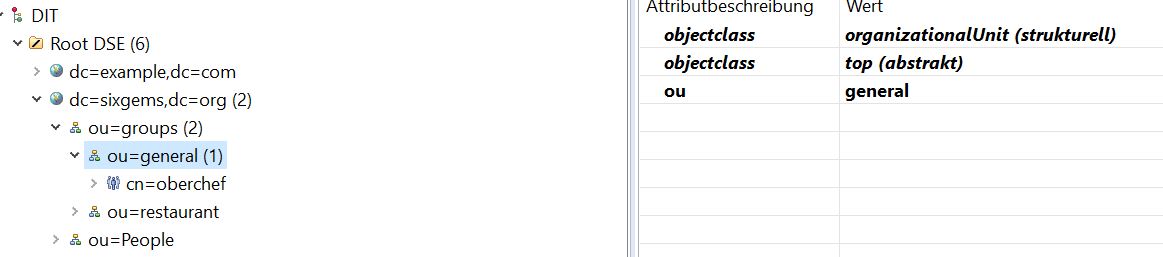 DIT
Root DSE (6)
dc=example,dc=com
dc=sixgems,dc=org (2)
ou=groups (2)
ou=general (1)
cn=oberchef
ou=restaurant
ou=People
Attributbeschreibung Wert
objectclass organizationalUnit (strukturell)
objectclass top (abstrakt)
ou general